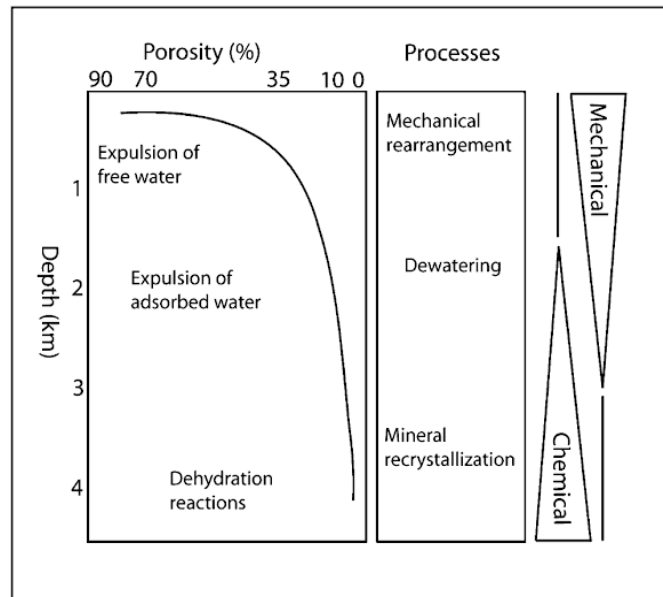 Porosity (%)
Processes
90 70 35 10 0
Mechanical
rearrangement
Expulsion of
free water
1
Dewatering
Expulsion of
adsorbed water
2
Depth (km)
3
Mineral
recrystallization
Dehydration
reactions
4
Mechanical
Chemical